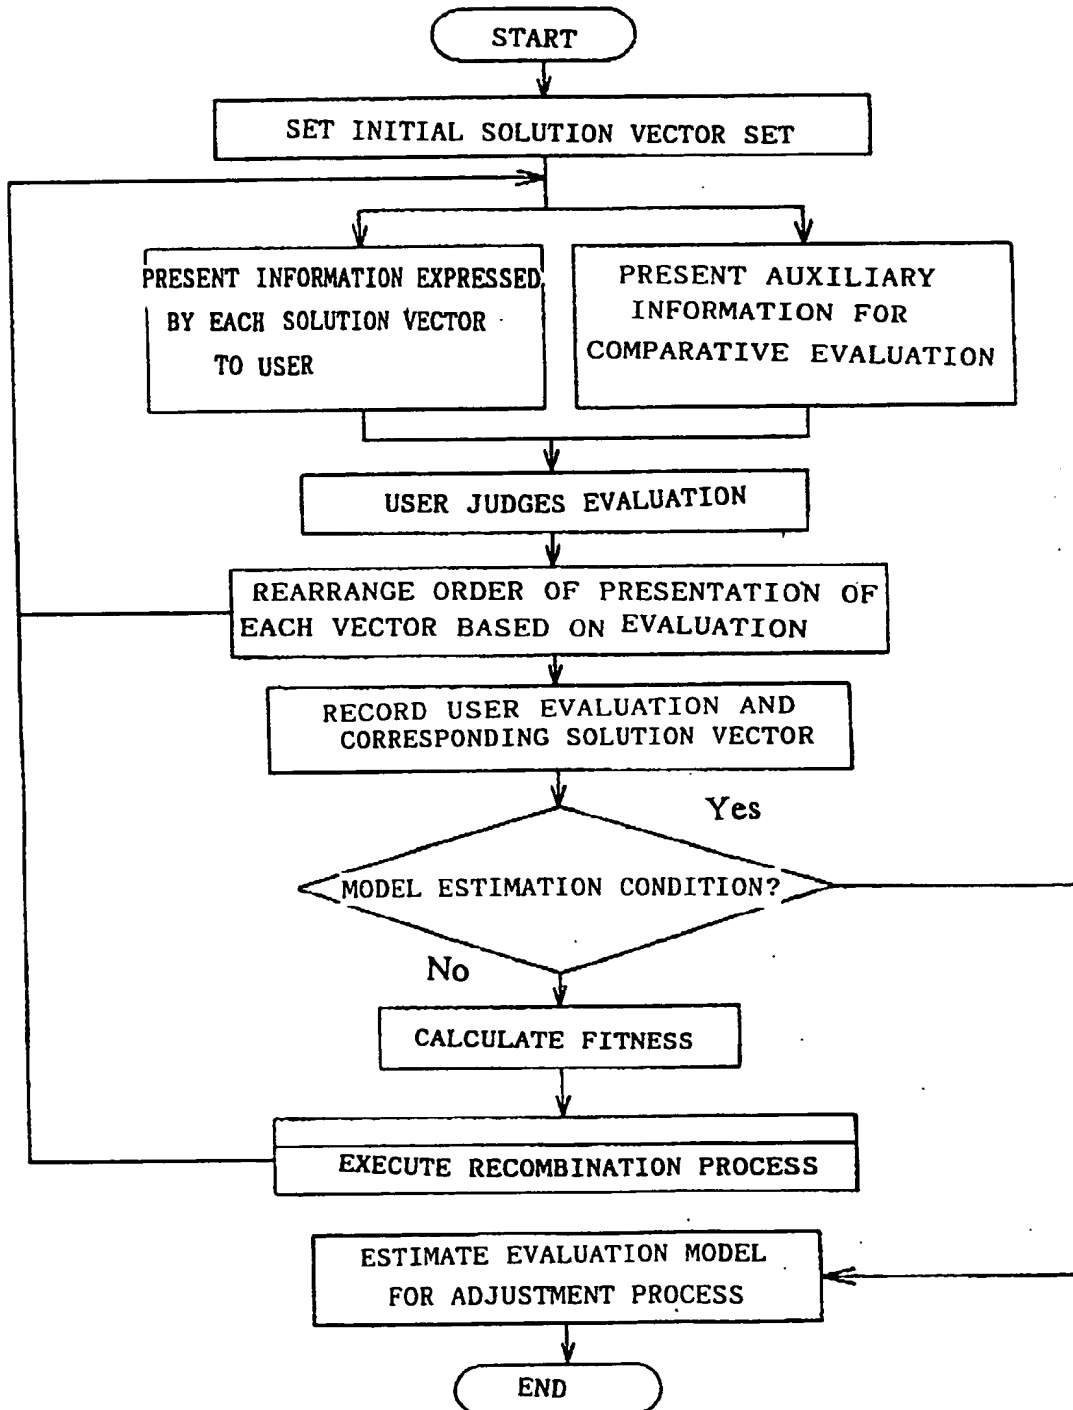 START
SET INITIAL SOLUTION VECTOR SET
PRESENT INFORMATION EXPRESSED
BY EACH SOLUTION VECTOR
TO USER
PRESENT AUXILIARY
INFORMATION FOR
COMPARATIVE EVALUATION
USER JUDGES EVALUATION
REARRANGE ORDER OF PRESENTATION OF
EACH VECTOR BASED ON EVALUATION
RECORD USER EVALUATION AND
CORRESPONDING SOLUTION VECTOR
Yes
MODEL ESTIMATION CONDITION?
No
CALCULATE FITNESS
EXECUTE RECOMBINATION PROCESS
ESTIMATE EVALUATION MODEL
FOR ADJUSTMENT PROCESS
END